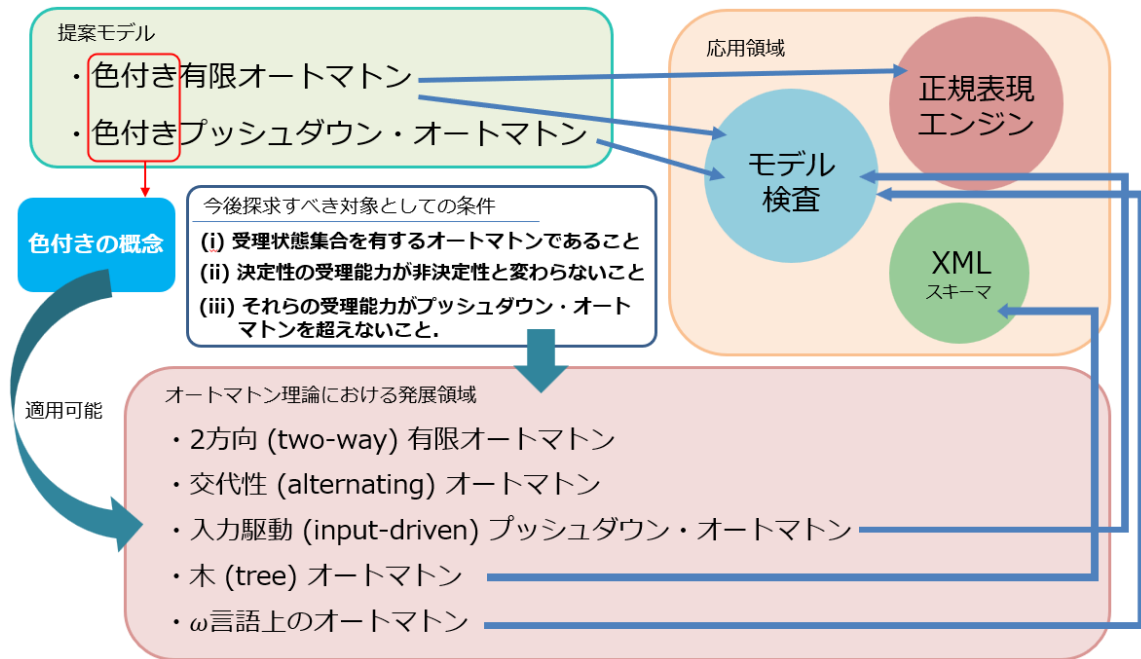 提案モデル
・色付き有限オートマトン
・色付きプッシュダウン・オートマトン
応用領域
正規表現
エンジン
モデル
検査
XML
スキーマ
色付きの概念
今後探求すべき対象としての条件
(i) 受理状態集合を有するオートマトンであること
(ii) 決定性の受理能力が非決定性と変わらないこと
(iii) それらの受理能力がプッシュダウン・オート
マトンを超えないこと.
適用可能
オートマトン理論における発展領域
・2方向 (two-way) 有限オートマトン
・交代性 (alternating) オートマトン
・入力駆動 (input-driven) プッシュダウン・オートマトン
・木 (tree) オートマトン
・ω言語上のオートマトン